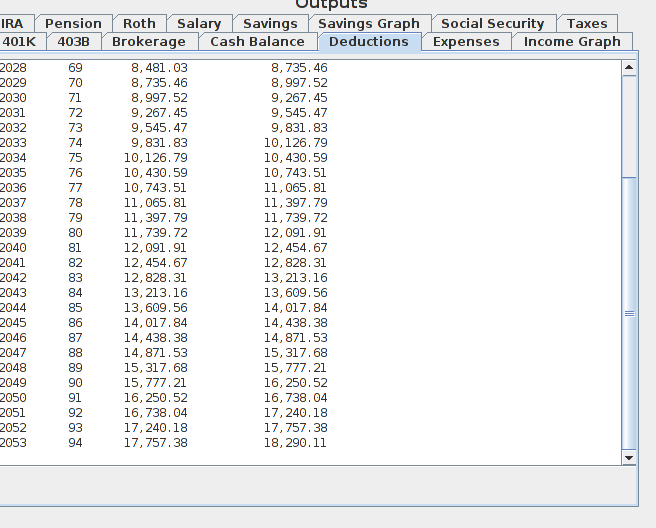 Outputs
IRA Pension Roth Salary Savings Savings Graph Social Security Taxes
401K 403B Brokerage Cash Balance Deductions Expenses Income Graph
2028 69 8,481.03 8,735.46
2029 70 8,735.46 8,997.52
2030 71 8,997.52 9,267.45
2031 72 9,267.45 9,545.47
2032 73 9,545.47 9,831.83
2033 74 9,831.83 10,126.79
2034 75 10,126.79 10,430.59
2035 76 10,430.59 10,743.51
2036 77 10,743.51 11,065.81
2037 78 11,065.81 11,397.79
2038 79 11,397.79 11,739.72
2039 80 11,739.72 12,091.91
2040 81 12,091.91 12,454.67
2041 82 12,454.67 12,828.31
2042 83 12,828.31 13,213.16
2043 84 13,213.16 13,609.56
2044 85 13,609.56 14,017.84
2045 86 14,017.84 14,438.38
2046 87 14,438.38 14,871.53
2047 88 14,871.53 15,317.68
2048 89 15,317.68 15,777.21
2049 90 15,777.21 16,250.52
2050 91 16,250.52 16,738.04
2051 92 16,738.04 17,240.18
2052 93 17,240.18 17,757.38
2053 94 17,757.38 18,290.11